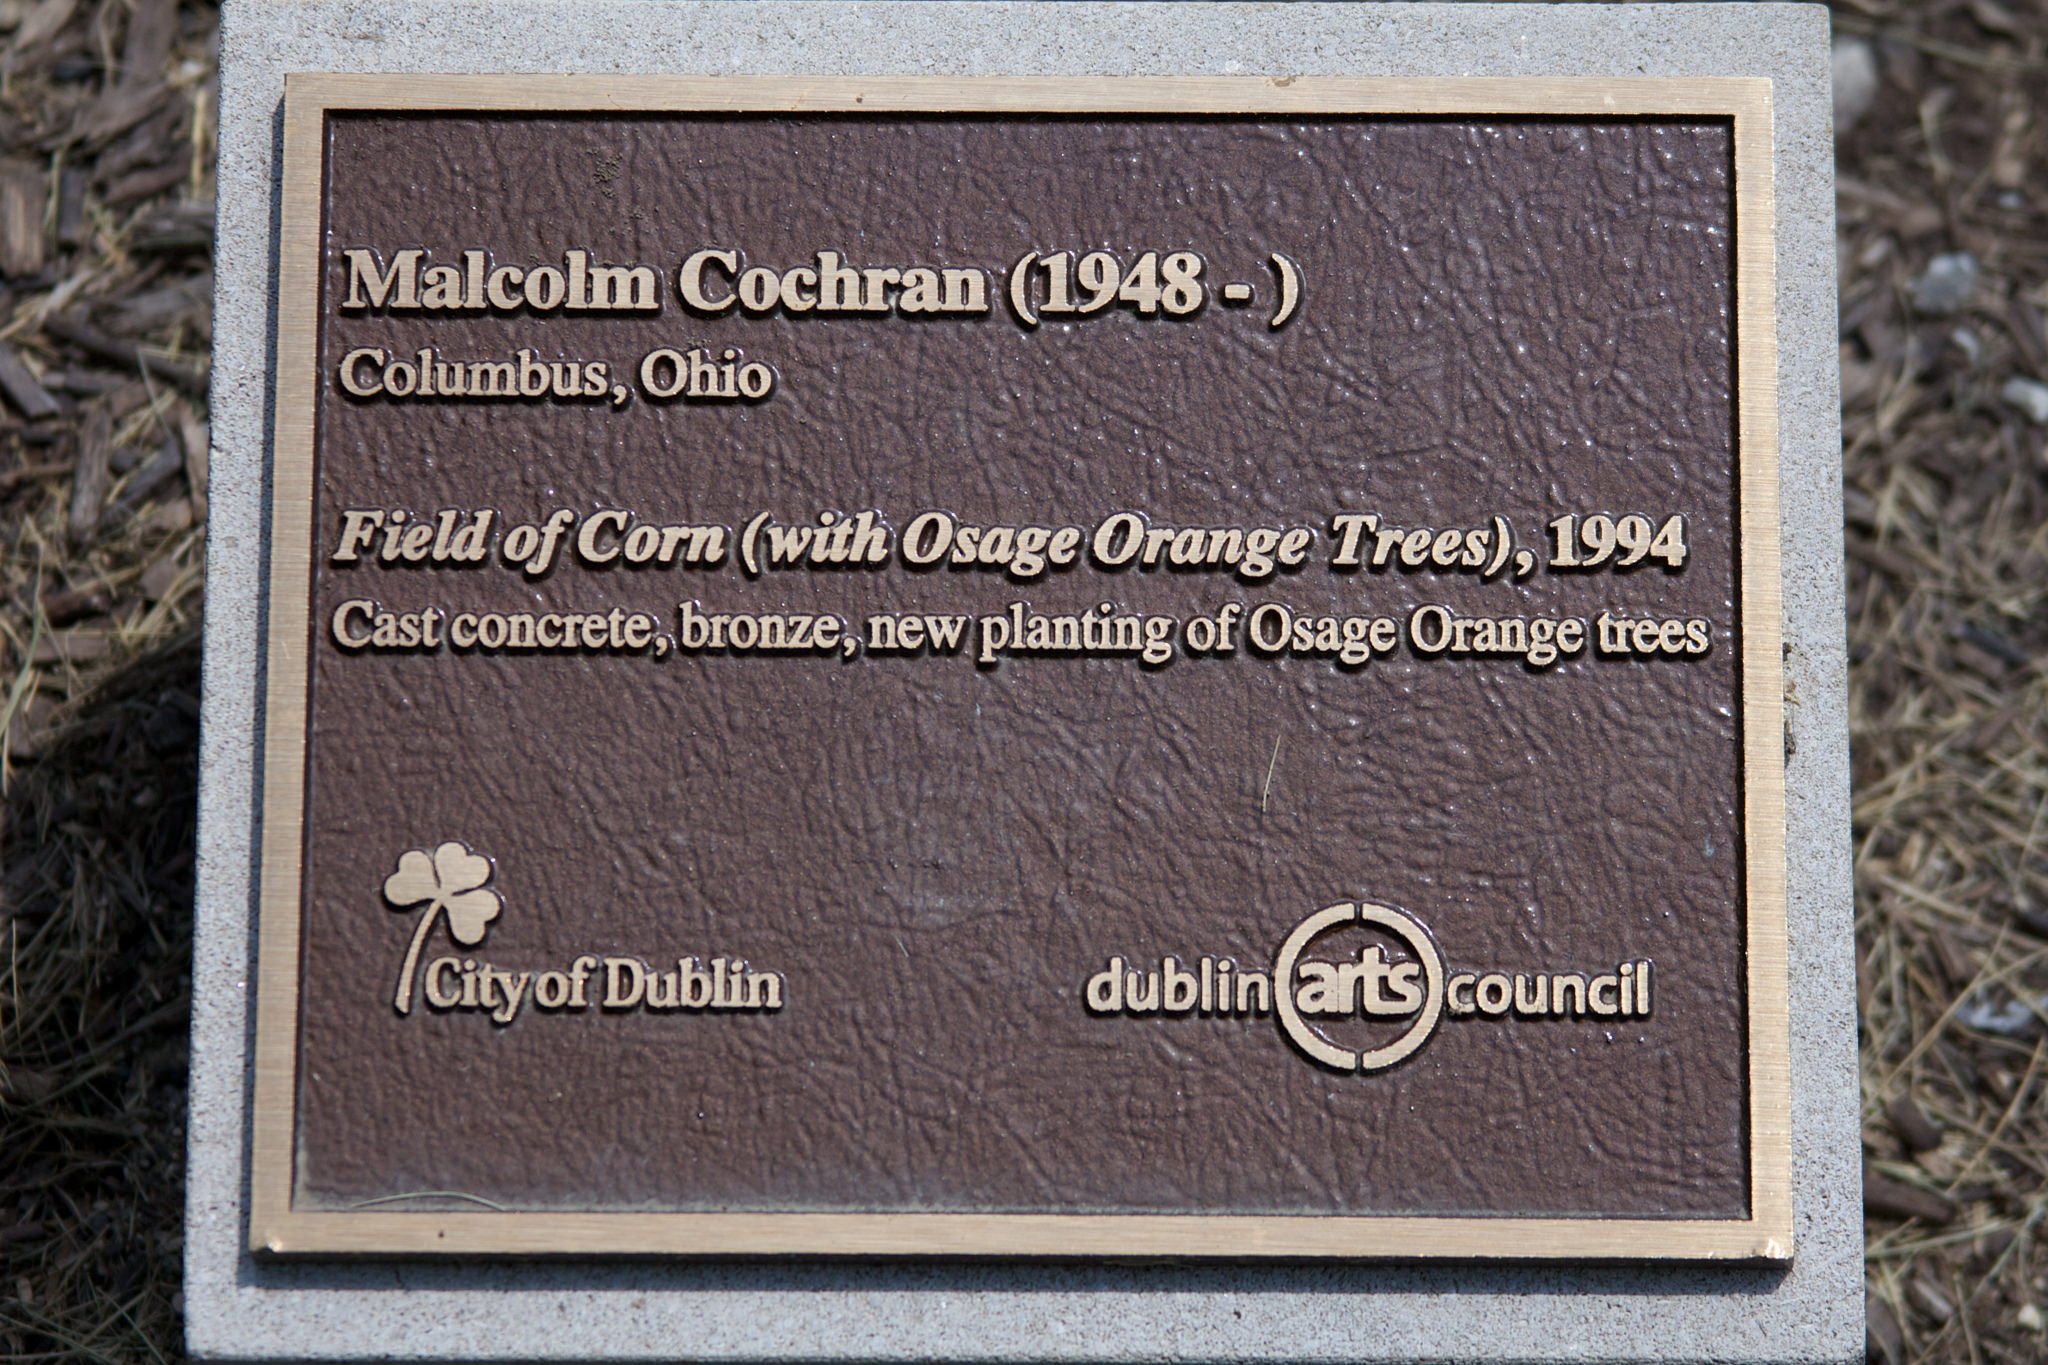 Malcolm Cochran (1948 - )
Columbus, Ohio
Field of Corn (with Osage Orange Trees), 1994
Cast concrete, bronze, new planting of Osage Orange trees
City of Dublin
dublin arts council